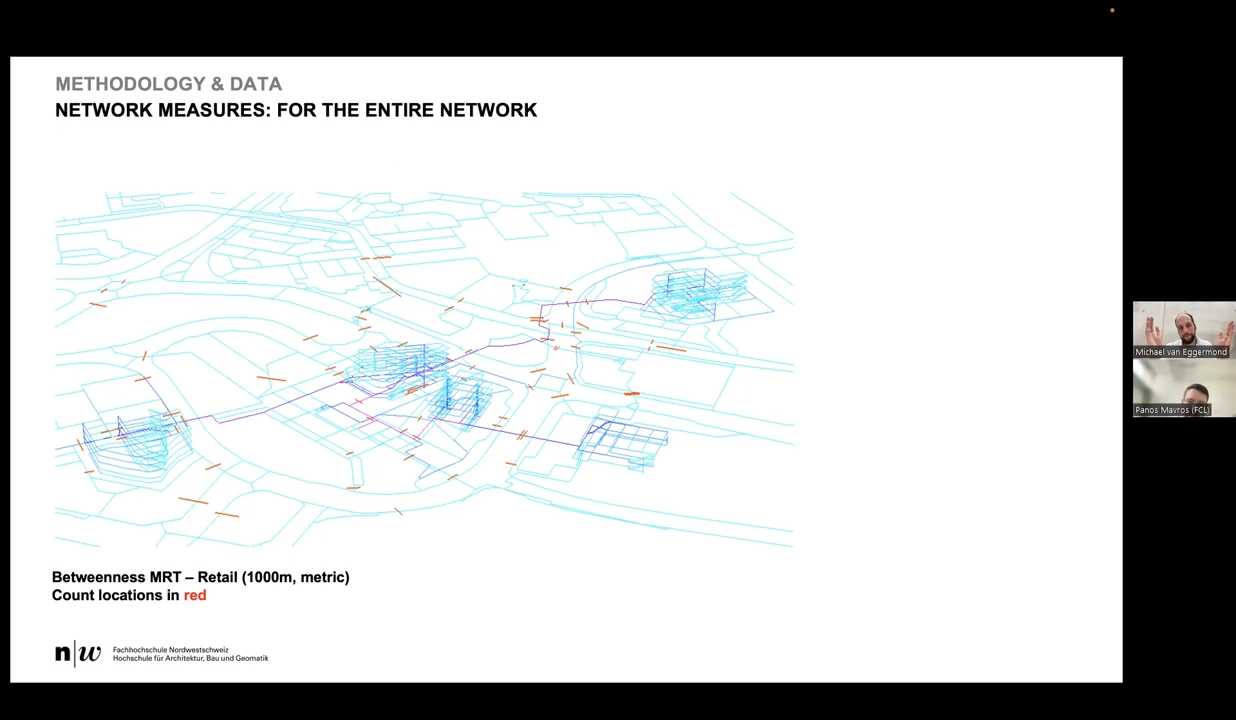 METHODOLOGY & DATA
NETWORK MEASURES: FOR THE ENTIRE NETWORK
Betweenness MRT – Retail (1000m, metric)
Count locations in red
n|w
Fachhochschule Nordwestschweiz
Hochschule für Architektur, Bau und Geomatik
Michael van Eggermond
Panos Mavros (FCL)